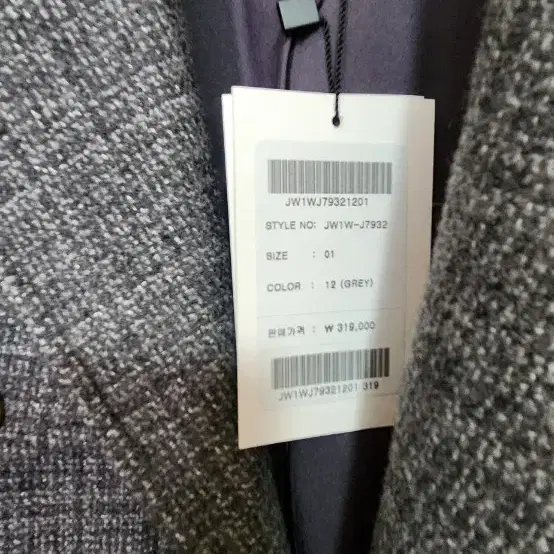 JW1WJ79321201
STYLE NO: JW1W-J7932
SIZE : 01
COLOR : 12 (GREY)
판매가격 : ₩ 319,000
JW1WJ79321201 319